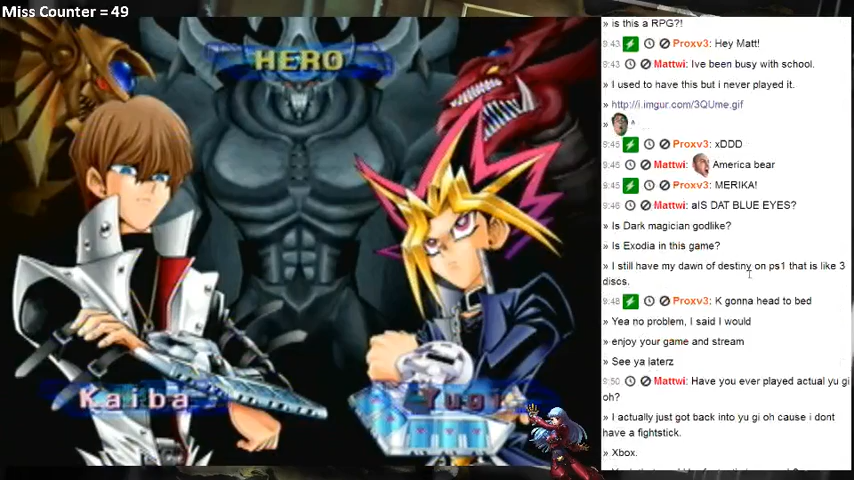 Miss Counter = 49
HERO
Kaiba
Yugi
» is this a RPG?!
9:43 Proxv3: Hey Matt!
9:43 Mattwi: Ive been busy with school.
» I used to have this but i never played it.
» http://i.imgur.com/3QUme.gif
»
9:45 Proxv3: xDDD
9:45 Mattwi: America bear
9:45 Proxv3: MERIKA!
9:46 Mattwi: aIS DAT BLUE EYES?
» Is Dark magician godlike?
» Is Exodia in this game?
» I still have my dawn of destiny on ps1 that is like 3
discs.
9:48 Proxv3: K gonna head to bed
» Yea no problem, I said I would
» enjoy your game and stream
» See ya laterz
9:50 Mattwi: Have you ever played actual yu gi
oh?
» I actually just got back into yu gi oh cause i dont
have a fightstick.
» Xbox.